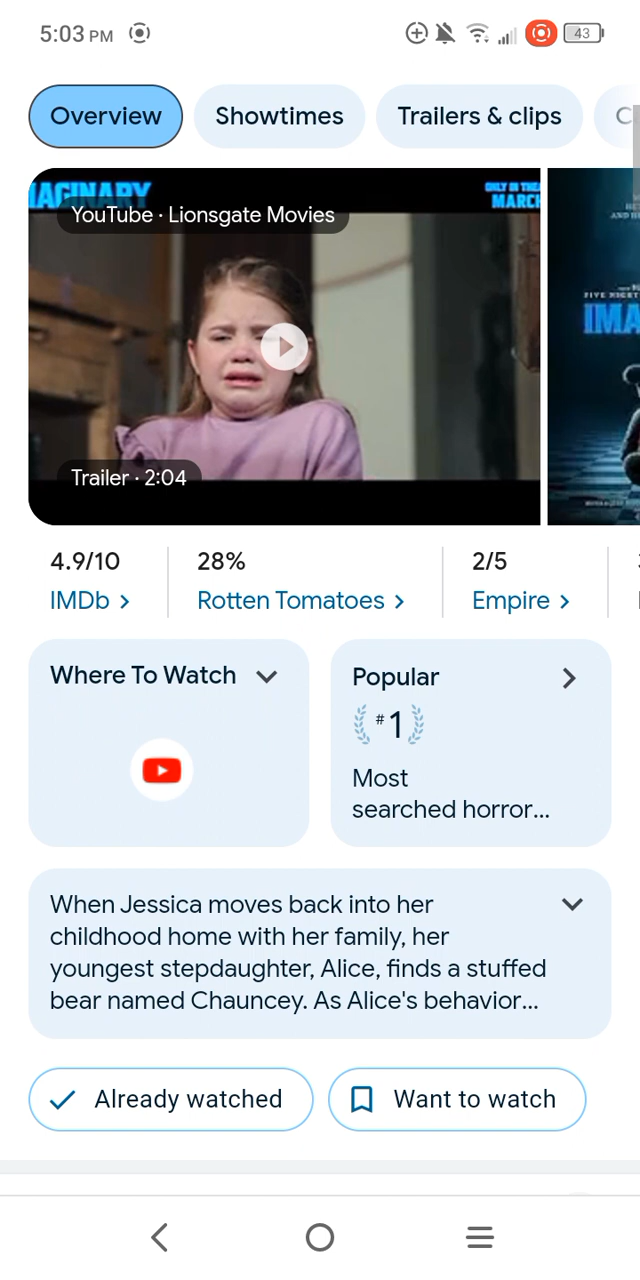 5:03 PM
43
Overview
Showtimes
Trailers & clips
YouTube · Lionsgate Movies
Trailer · 2:04
4.9/10
28%
2/5
IMDb
Rotten Tomatoes
Empire
Where To Watch
Popular
#1
Most
searched horror...
When Jessica moves back into her
childhood home with her family, her
youngest stepdaughter, Alice, finds a stuffed
bear named Chauncey. As Alice's behavior...
Already watched
Want to watch